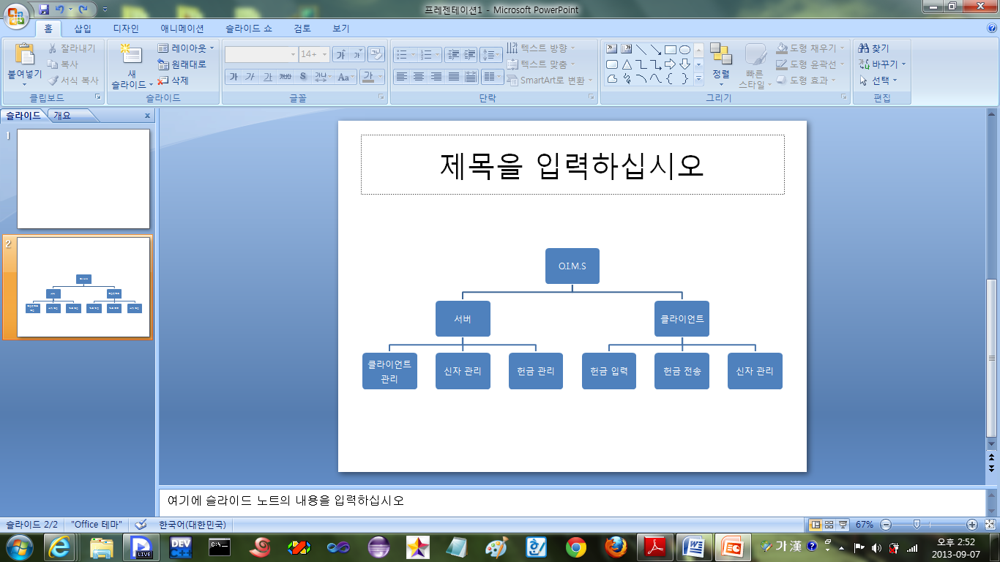 프레젠테이션1 - Microsoft PowerPoint
홈 삽입 디자인 애니메이션 슬라이드 쇼 검토 보기
붙여넣기
잘라내기
복사
서식 복사
클립보드
새
슬라이드
레이아웃
원래대로
삭제
슬라이드
14+
가 가 가 가 S 가나 Aa 가
글꼴
텍스트 방향
텍스트 맞춤
SmartArt로 변환
단락
정렬
빠른
스타일
도형 채우기
도형 윤곽선
도형 효과
그리기
찾기
바꾸기
선택
편집
슬라이드 개요
1
2
제목을 입력하십시오
O.I.M.S
서버
클라이언트
클라이언트
관리
신자 관리
헌금 관리
헌금 입력
헌금 전송
신자 관리
여기에 슬라이드 노트의 내용을 입력하십시오
슬라이드 2/2 "Office 테마" 한국어(대한민국) 67%
LIVE
DEV
C:\_
가 漢
오후 2:52
2013-09-07